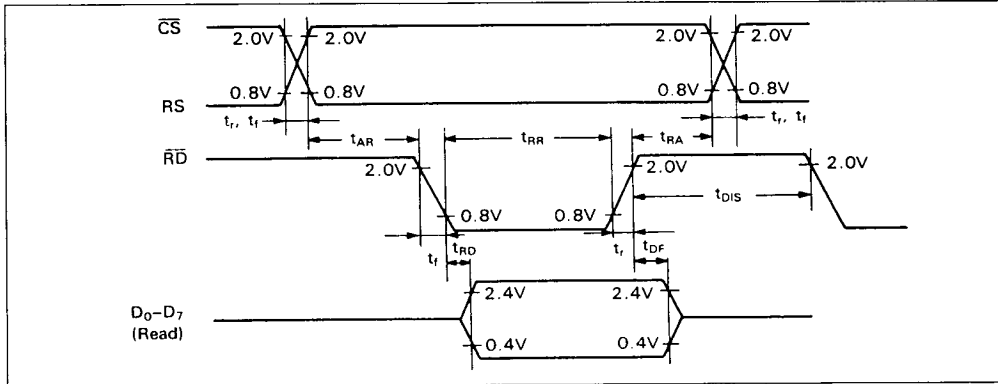 C̅S̅
2.0V 2.0V 2.0V 2.0V
0.8V 0.8V 0.8V 0.8V
RS
tr, tf tAR tRR tRA tr, tf
R̅D̅
2.0V 2.0V 2.0V
tDIS
0.8V 0.8V
tf tRD tr tDF
2.4V 2.4V
D0–D7
(Read)
0.4V 0.4V